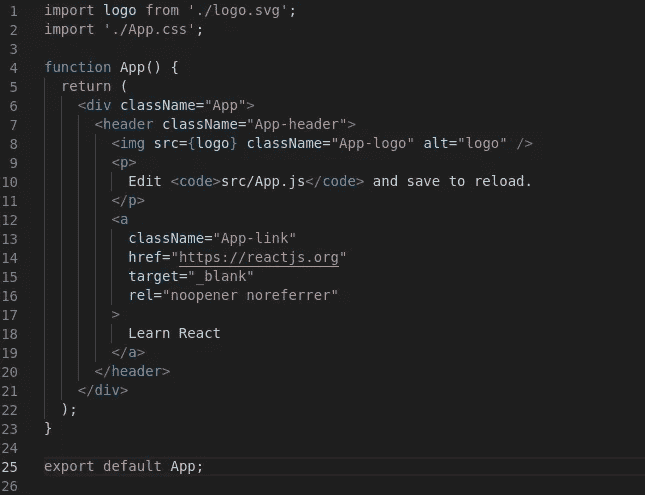 1 import logo from './logo.svg';
2 import './App.css';
3
4 function App() {
5   return (
6     <div className="App">
7       <header className="App-header">
8         <img src={logo} className="App-logo" alt="logo" />
9         <p>
10           Edit <code>src/App.js</code> and save to reload.
11         </p>
12         <a
13           className="App-link"
14           href="https://reactjs.org"
15           target="_blank"
16           rel="noopener noreferrer"
17         >
18           Learn React
19         </a>
20       </header>
21     </div>
22   );
23 }
24
25 export default App;
26